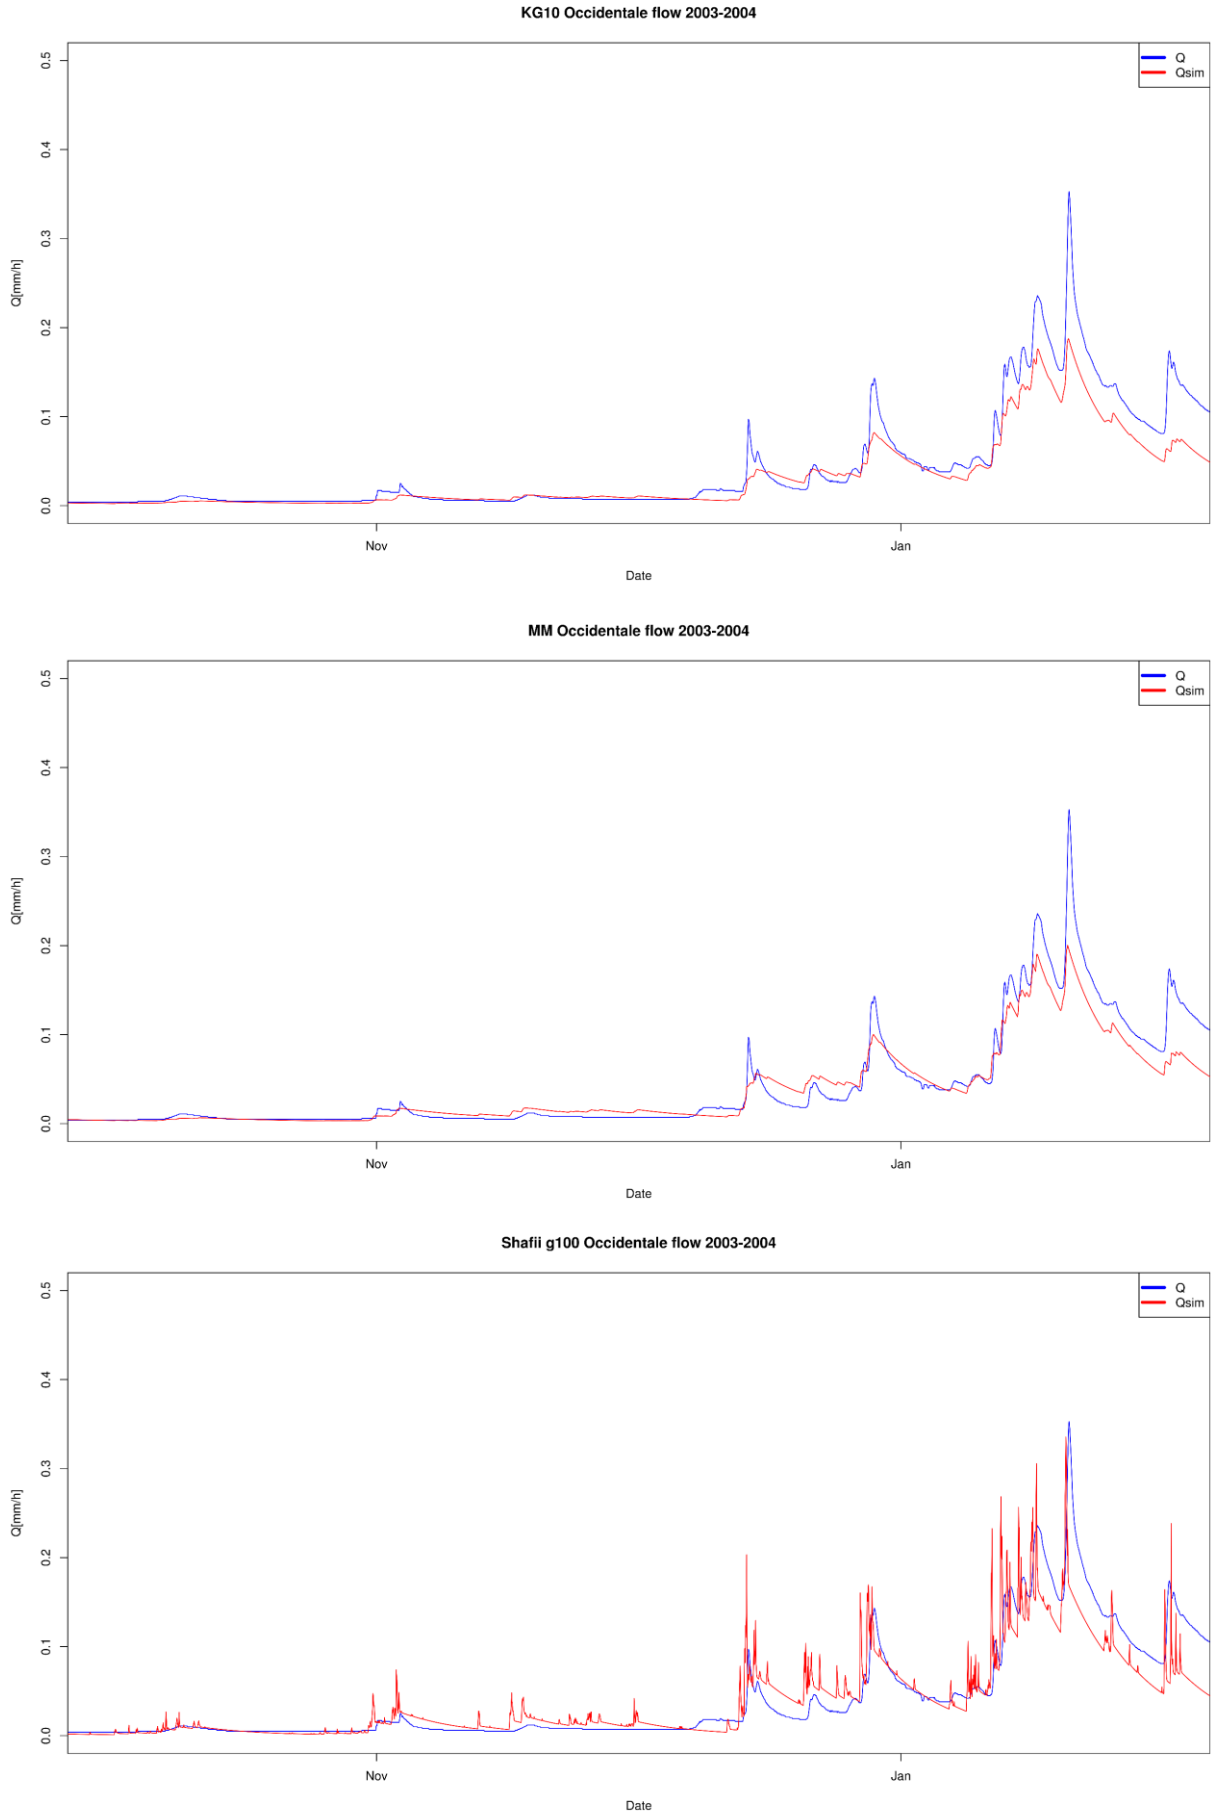 KG10 Occidentale flow 2003-2004
Q
Qsim
0.5
0.4
0.3
0.2
0.1
0.0
Q[mm/h]
Nov
Jan
Date
MM Occidentale flow 2003-2004
Q
Qsim
0.5
0.4
0.3
0.2
0.1
0.0
Q[mm/h]
Nov
Jan
Date
Shafii g100 Occidentale flow 2003-2004
Q
Qsim
0.5
0.4
0.3
0.2
0.1
0.0
Q[mm/h]
Nov
Jan
Date